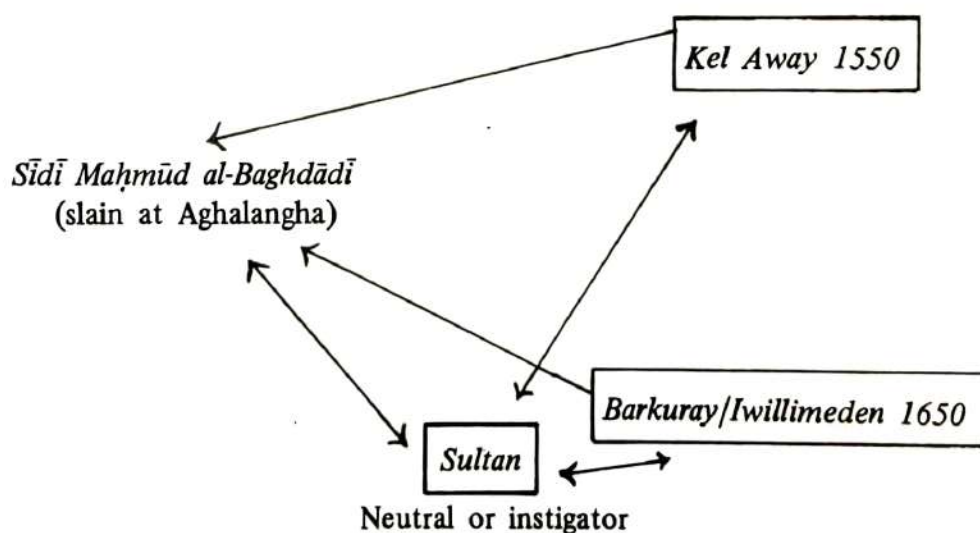 Kel Away 1550
Sīdī Maḥmūd al-Baghdādī
(slain at Aghalangha)
Barkuray/Iwillimeden 1650
Sultan
Neutral or instigator